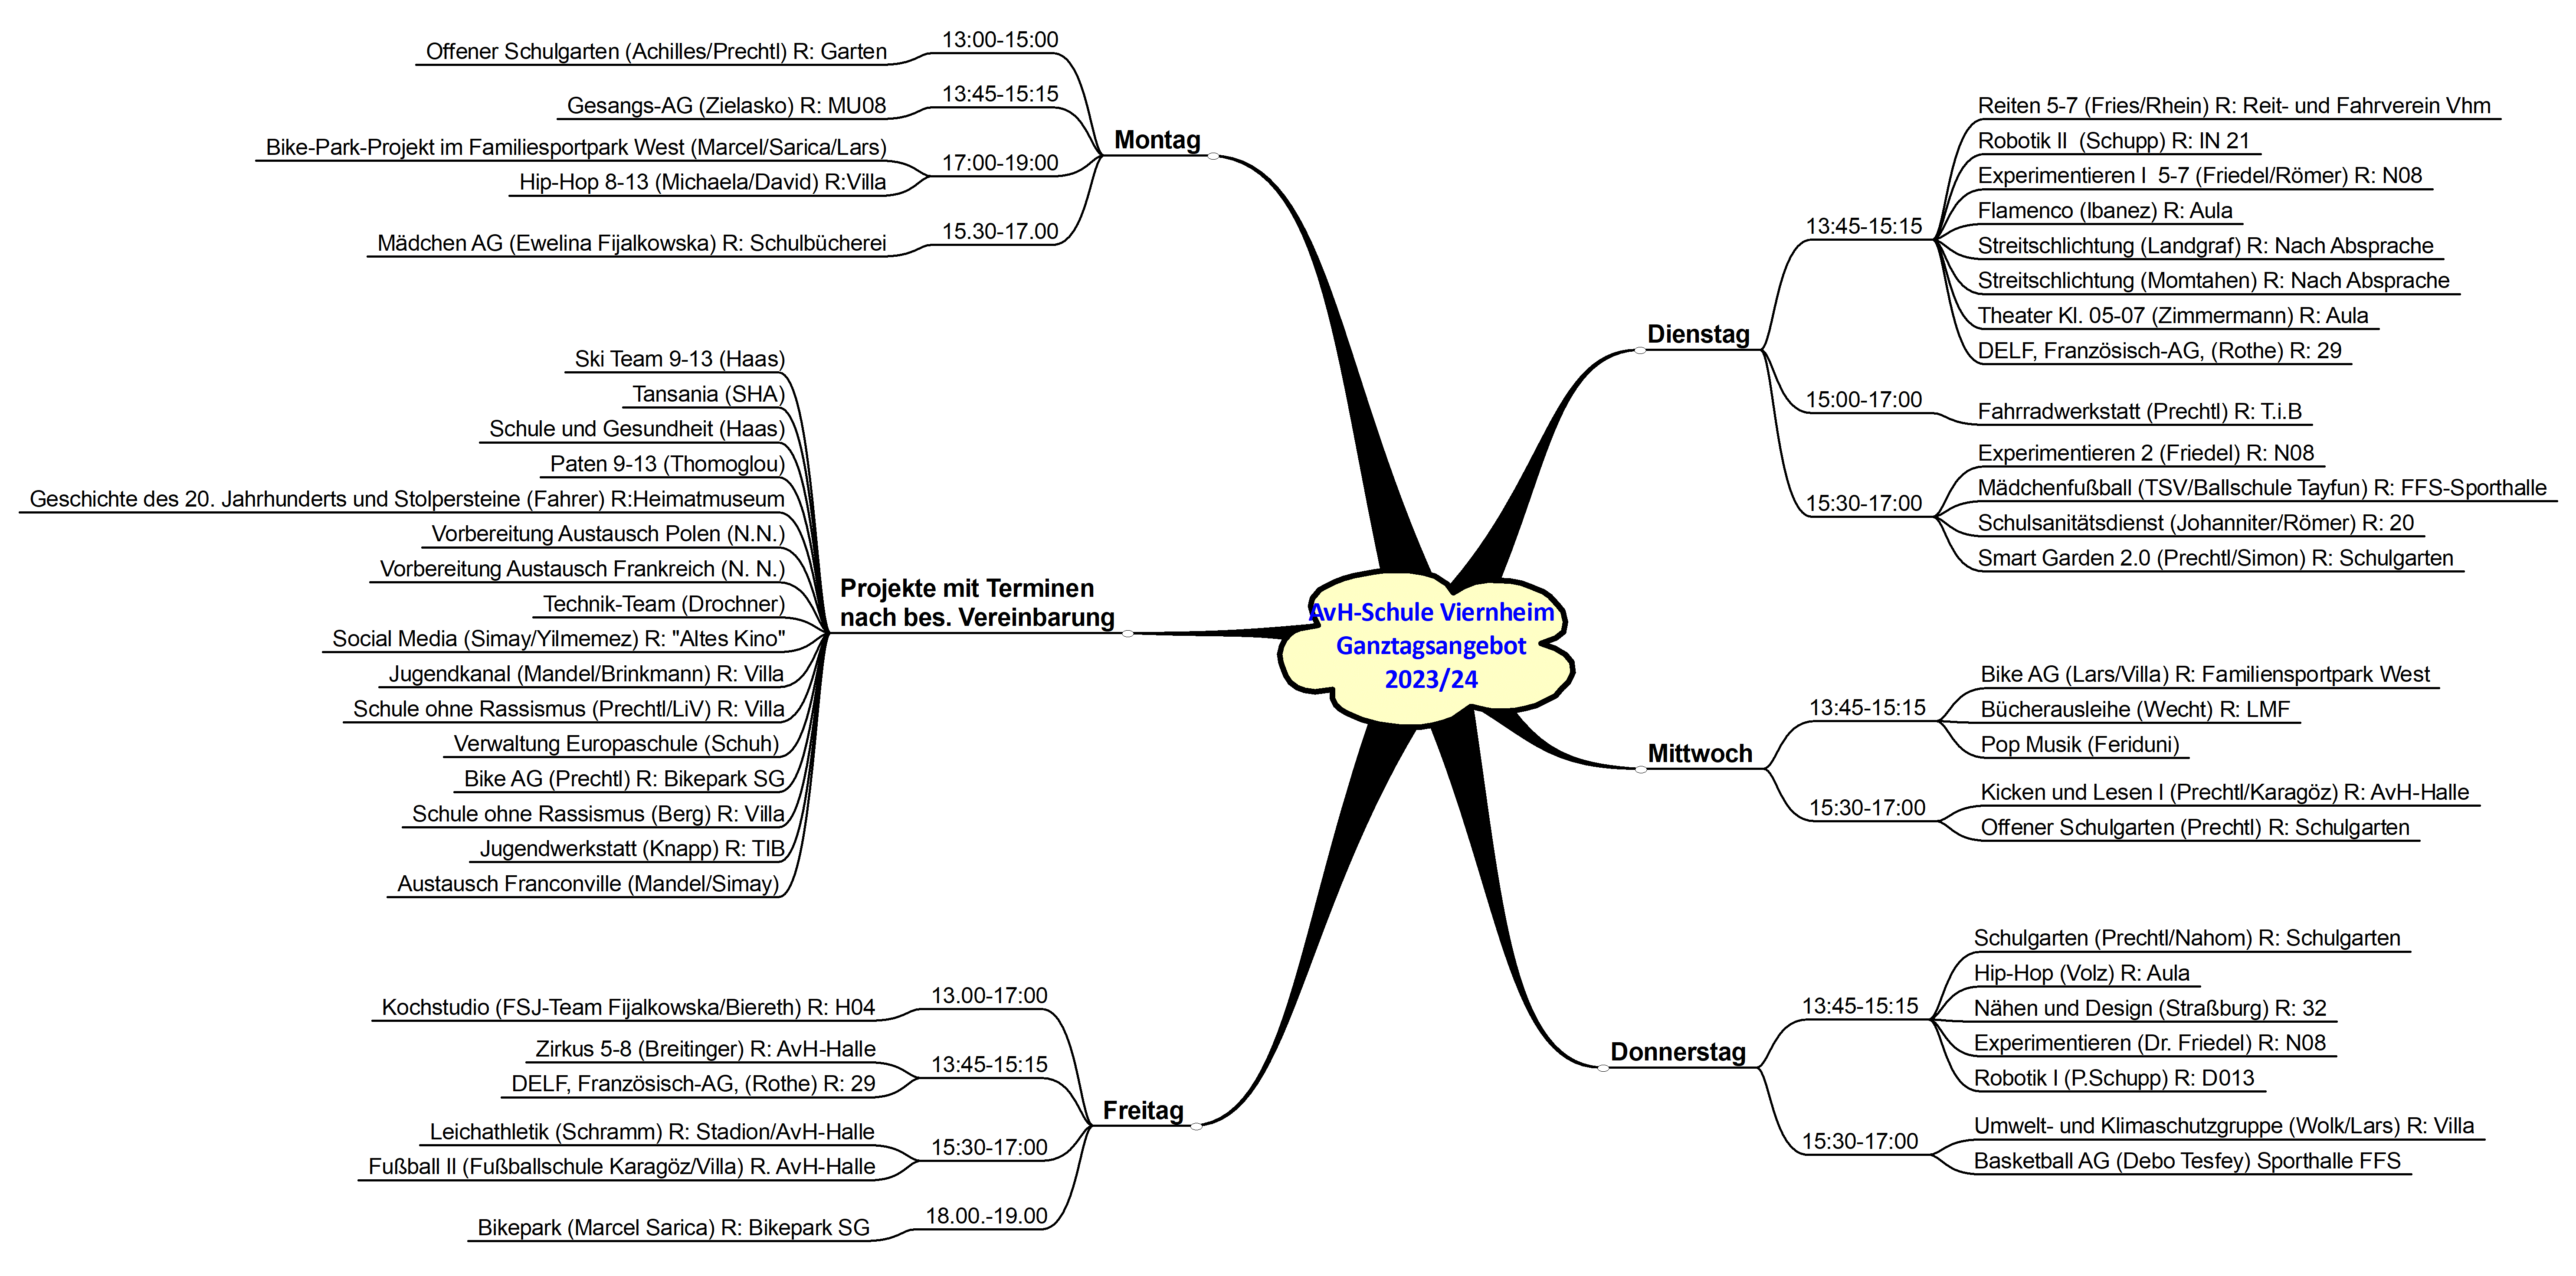 AvH-Schule Viernheim
Ganztagsangebot
2023/24
Montag
13:00-15:00
Offener Schulgarten (Achilles/Prechtl) R: Garten
13:45-15:15
Gesangs-AG (Zielasko) R: MU08
17:00-19:00
Bike-Park-Projekt im Familiesportpark West (Marcel/Sarica/Lars)
Hip-Hop 8-13 (Michaela/David) R:Villa
15.30-17.00
Mädchen AG (Ewelina Fijalkowska) R: Schulbücherei
Dienstag
13:45-15:15
Reiten 5-7 (Fries/Rhein) R: Reit- und Fahrverein Vhm
Robotik II  (Schupp) R: IN 21
Experimentieren I  5-7 (Friedel/Römer) R: N08
Flamenco (Ibanez) R: Aula
Streitschlichtung (Landgraf) R: Nach Absprache
Streitschlichtung (Momtahen) R: Nach Absprache
Theater Kl. 05-07 (Zimmermann) R: Aula
DELF, Französisch-AG, (Rothe) R: 29
15:00-17:00
Fahrradwerkstatt (Prechtl) R: T.i.B
15:30-17:00
Experimentieren 2 (Friedel) R: N08
Mädchenfußball (TSV/Ballschule Tayfun) R: FFS-Sporthalle
Schulsanitätsdienst (Johanniter/Römer) R: 20
Smart Garden 2.0 (Prechtl/Simon) R: Schulgarten
Mittwoch
13:45-15:15
Bike AG (Lars/Villa) R: Familiensportpark West
Bücherausleihe (Wecht) R: LMF
Pop Musik (Feriduni)
15:30-17:00
Kicken und Lesen I (Prechtl/Karagöz) R: AvH-Halle
Offener Schulgarten (Prechtl) R: Schulgarten
Donnerstag
13:45-15:15
Schulgarten (Prechtl/Nahom) R: Schulgarten
Hip-Hop (Volz) R: Aula
Nähen und Design (Straßburg) R: 32
Experimentieren (Dr. Friedel) R: N08
Robotik I (P.Schupp) R: D013
15:30-17:00
Umwelt- und Klimaschutzgruppe (Wolk/Lars) R: Villa
Basketball AG (Debo Tesfey) Sporthalle FFS
Freitag
13.00-17:00
Kochstudio (FSJ-Team Fijalkowska/Biereth) R: H04
13:45-15:15
Zirkus 5-8 (Breitinger) R: AvH-Halle
DELF, Französisch-AG, (Rothe) R: 29
15:30-17:00
Leichathletik (Schramm) R: Stadion/AvH-Halle
Fußball II (Fußballschule Karagöz/Villa) R. AvH-Halle
18.00.-19.00
Bikepark (Marcel Sarica) R: Bikepark SG
Projekte mit Terminen
nach bes. Vereinbarung
Ski Team 9-13 (Haas)
Tansania (SHA)
Schule und Gesundheit (Haas)
Paten 9-13 (Thomoglou)
Geschichte des 20. Jahrhunderts und Stolpersteine (Fahrer) R:Heimatmuseum
Vorbereitung Austausch Polen (N.N.)
Vorbereitung Austausch Frankreich (N. N.)
Technik-Team (Drochner)
Social Media (Simay/Yilmemez) R: "Altes Kino"
Jugendkanal (Mandel/Brinkmann) R: Villa
Schule ohne Rassismus (Prechtl/LiV) R: Villa
Verwaltung Europaschule (Schuh)
Bike AG (Prechtl) R: Bikepark SG
Schule ohne Rassismus (Berg) R: Villa
Jugendwerkstatt (Knapp) R: TIB
Austausch Franconville (Mandel/Simay)